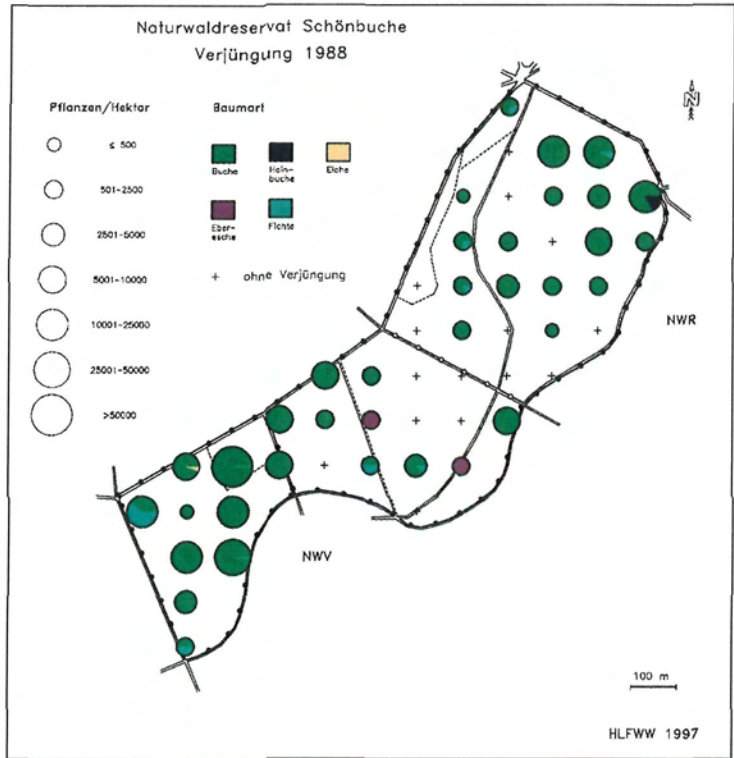 Naturwaldreservat Schönbuche
Verjüngung 1988
Pflanzen/Hektar
≤ 500
501-2500
2501-5000
5001-10000
10001-25000
25001-50000
>50000
Baumart
Buche
Hain-
buche
Eiche
Eber-
esche
Fichte
+ ohne Verjüngung
N
NWR
NWV
100 m
HLFWW 1997